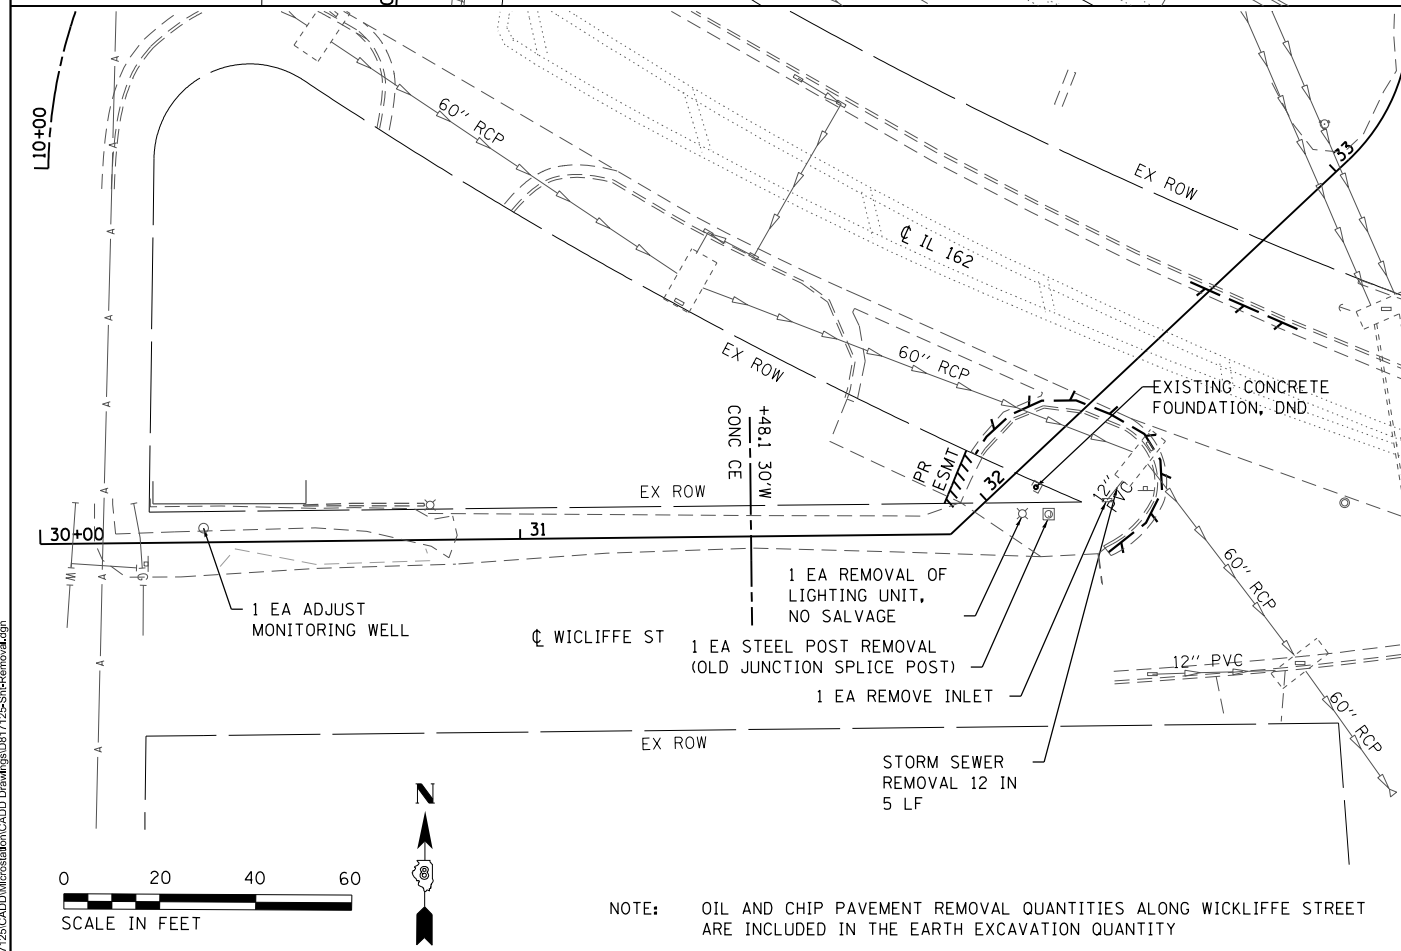 10+00
60" RCP
EX ROW
33
℄ IL 162
EX ROW
60" RCP
EXISTING CONCRETE
FOUNDATION, DND
+48.1 30'W
CONC CE
PR
ESMT
32
12"
PVC
EX ROW
30+00
31
A
A
A
A
A
A
A
A
W
G
1 EA ADJUST
MONITORING WELL
℄ WICLIFFE ST
1 EA REMOVAL OF
LIGHTING UNIT,
NO SALVAGE
1 EA STEEL POST REMOVAL
(OLD JUNCTION SPLICE POST)
1 EA REMOVE INLET
60" RCP
12" PVC
60" RCP
EX ROW
STORM SEWER
REMOVAL 12 IN
5 LF
N
8
0 20 40 60
SCALE IN FEET
NOTE: OIL AND CHIP PAVEMENT REMOVAL QUANTITIES ALONG WICKLIFFE STREET
ARE INCLUDED IN THE EARTH EXCAVATION QUANTITY